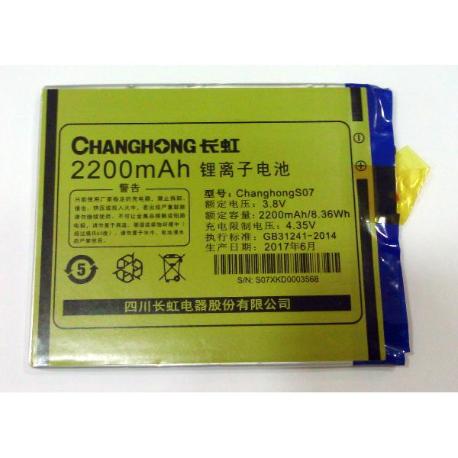 CHANGHONG 长虹
2200mAh 锂离子电池
警告
型号: ChanghongS07
额定电压: 3.8V
额定容量: 2200mAh/8.36Wh
充电限制电压: 4.35V
执行标准: GB31241-2014
生产日期: 2017年6月
S/N: S07XKD0003568
5
四川长虹电器股份有限公司